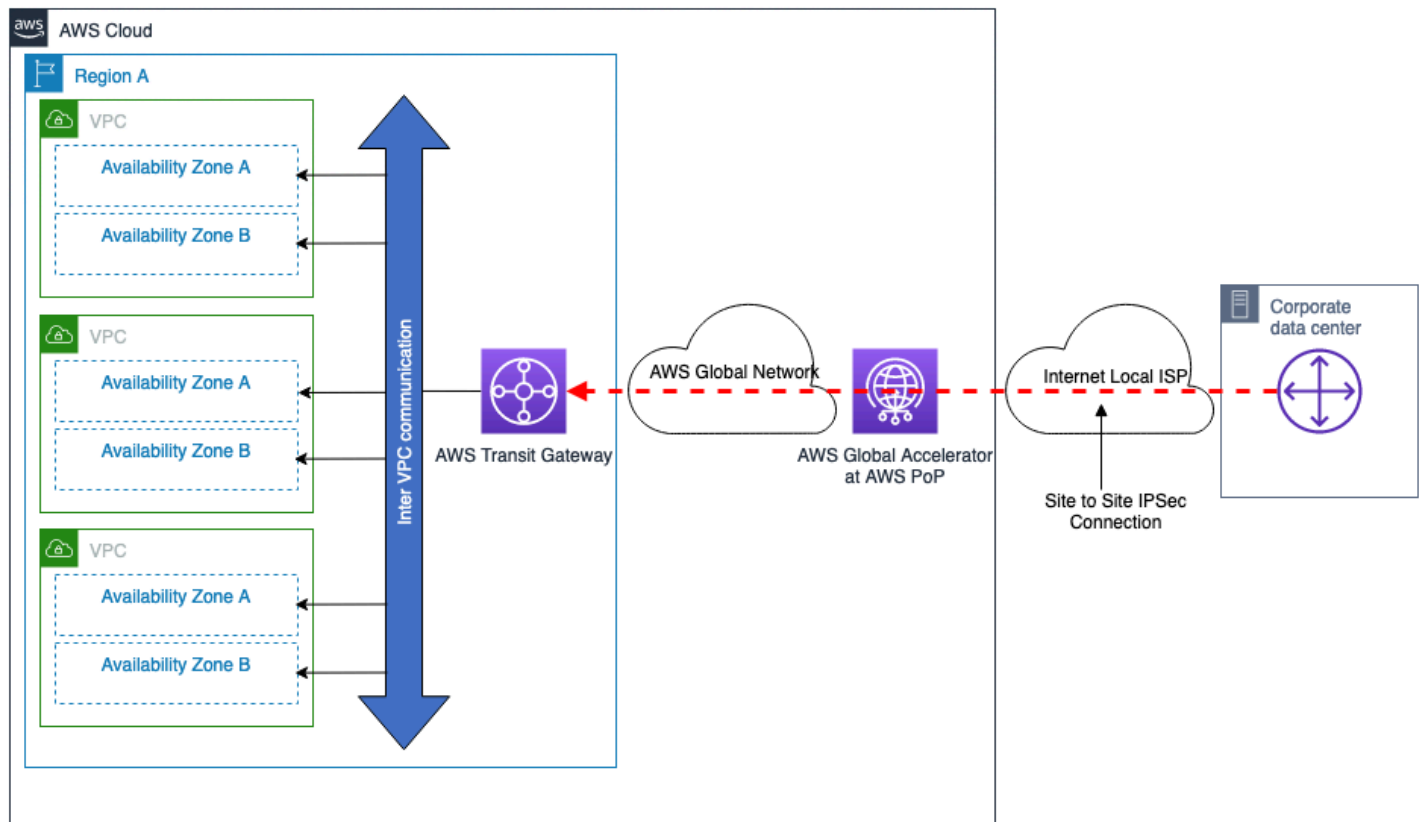 aws
AWS Cloud
Region A
VPC
Availability Zone A
Availability Zone B
VPC
Availability Zone A
Availability Zone B
VPC
Availability Zone A
Availability Zone B
Inter VPC communication
AWS Transit Gateway
AWS Global Network
AWS Global Accelerator
at AWS PoP
Internet Local ISP
Site to Site IPSec
Connection
Corporate
data center